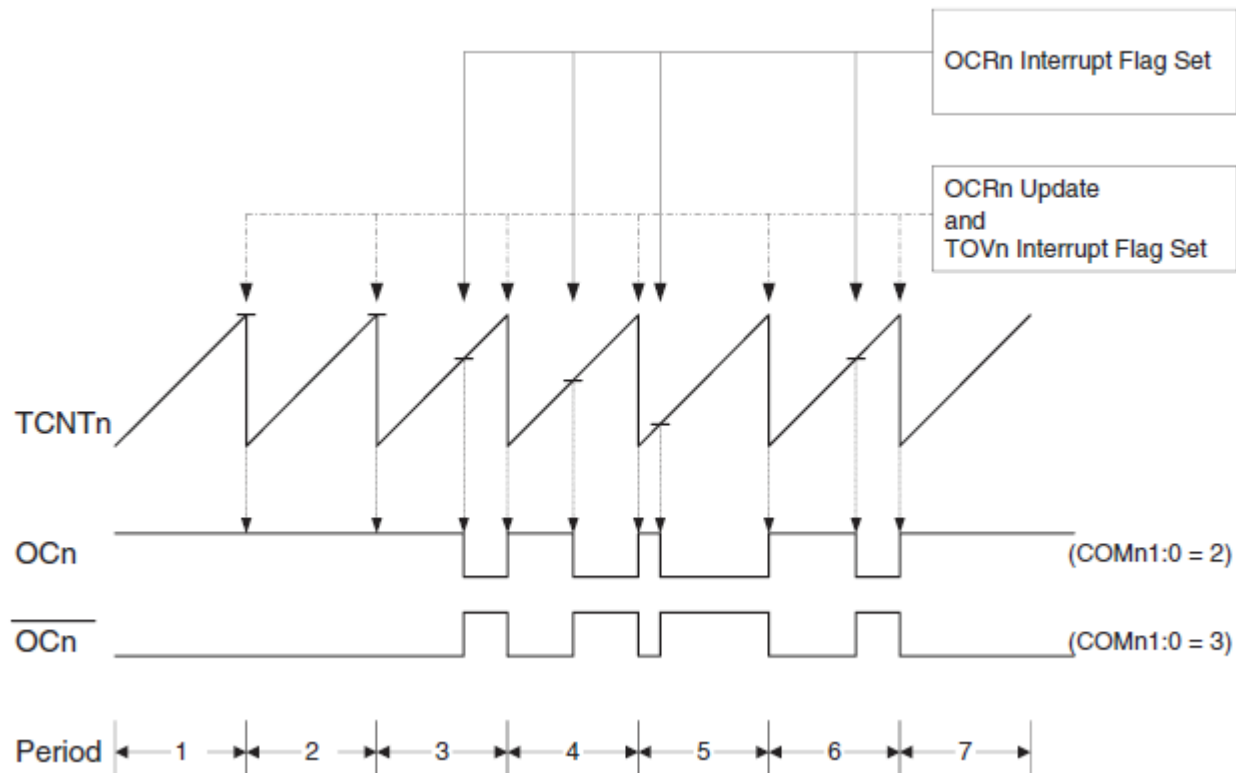 OCRn Interrupt Flag Set
OCRn Update
and
TOVn Interrupt Flag Set
TCNTn
OCn
(COMn1:0 = 2)
OCn
(COMn1:0 = 3)
Period 1 2 3 4 5 6 7